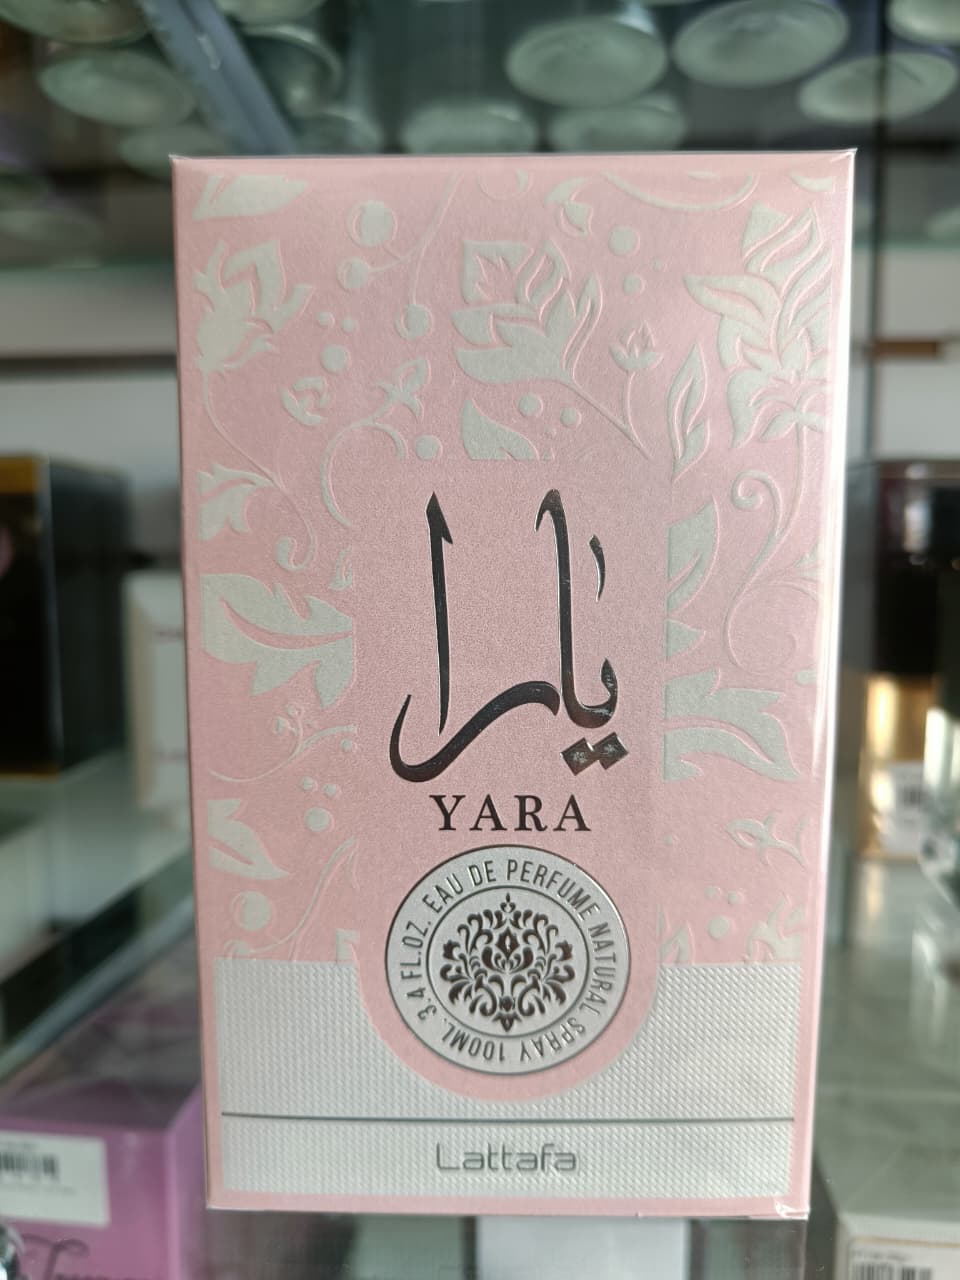 يارا
YARA
EAU DE PERFUME NATURAL SPRAY 100ML. 3.4 FL.OZ.
Lattafa